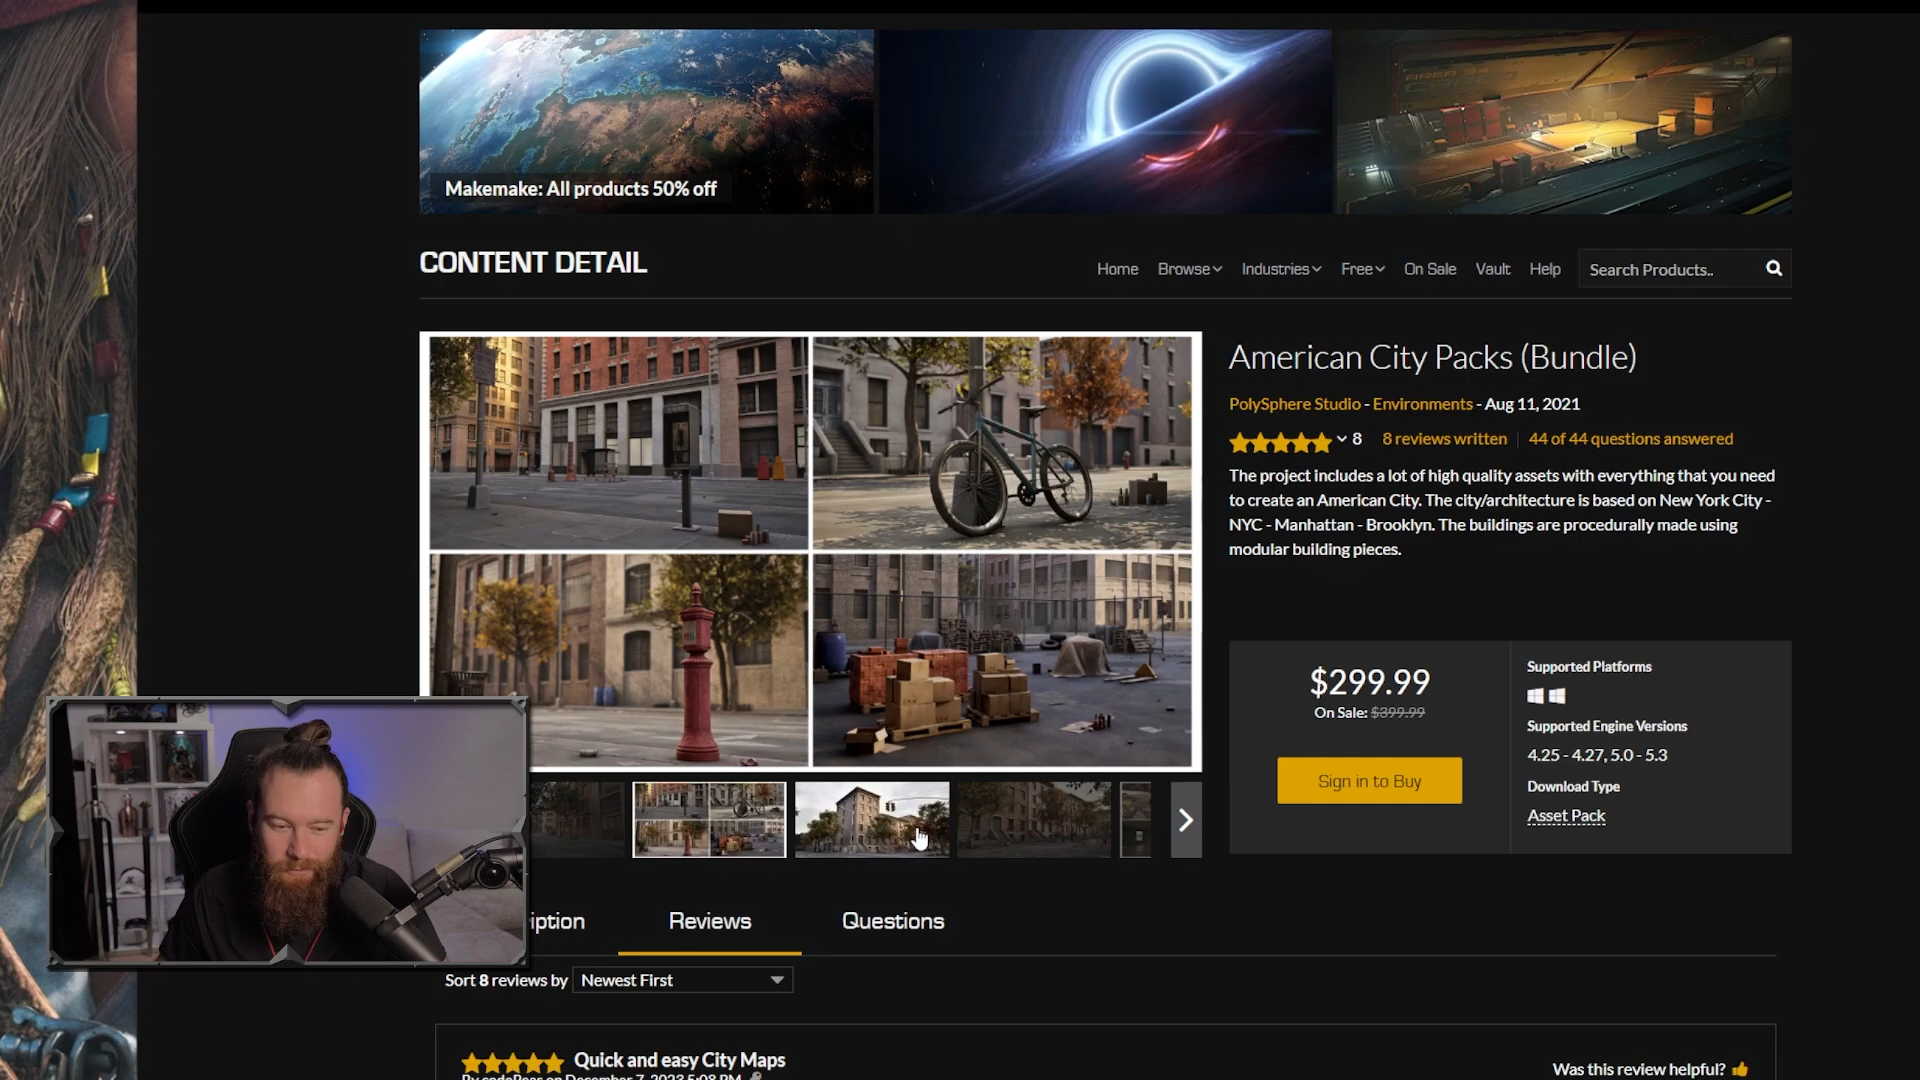 Makemake: All products 50% off
CONTENT DETAIL
Home Browse Industries Free On Sale Vault Help Search Products..
American City Packs (Bundle)
PolySphere Studio - Environments - Aug 11, 2021
8 8 reviews written 44 of 44 questions answered
The project includes a lot of high quality assets with everything that you need
to create an American City. The city/architecture is based on New York City -
NYC - Manhattan - Brooklyn. The buildings are procedurally made using
modular building pieces.
$299.99
On Sale: $399.99
Sign in to Buy
Supported Platforms
Supported Engine Versions
4.25 - 4.27, 5.0 - 5.3
Download Type
Asset Pack
iption Reviews Questions
Sort 8 reviews by Newest First
Quick and easy City Maps
Was this review helpful?